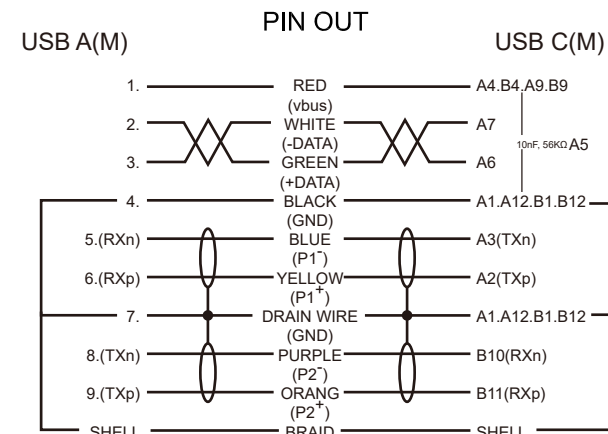 PIN OUT
USB A(M) USB C(M)
1. RED A4.B4.A9.B9
(vbus)
2. WHITE A7
(-DATA) 10nF, 56KΩ A5
3. GREEN A6
(+DATA)
4. BLACK A1.A12.B1.B12
(GND)
5.(RXn) BLUE A3(TXn)
(P1-)
6.(RXp) YELLOW A2(TXp)
(P1+)
7. DRAIN WIRE A1.A12.B1.B12
(GND)
8.(TXn) PURPLE B10(RXn)
(P2-)
9.(TXp) ORANG B11(RXp)
(P2+)
SHELL BRAID SHELL